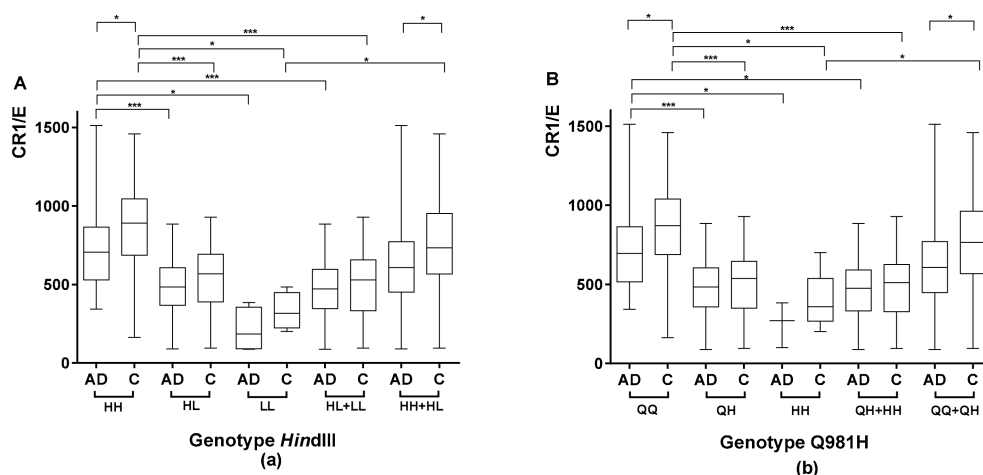 * * * *
*** ***
* *
*** * *** *
*** *
* *
*** ***
A B
CR1/E CR1/E
1500 1500
1000 1000
500 500
0 0
AD C AD C AD C AD C AD C AD C AD C AD C AD C AD C
HH HL LL HL+LL HH+HL QQ QH HH QH+HH QQ+QH
Genotype HindIII Genotype Q981H
(a) (b)